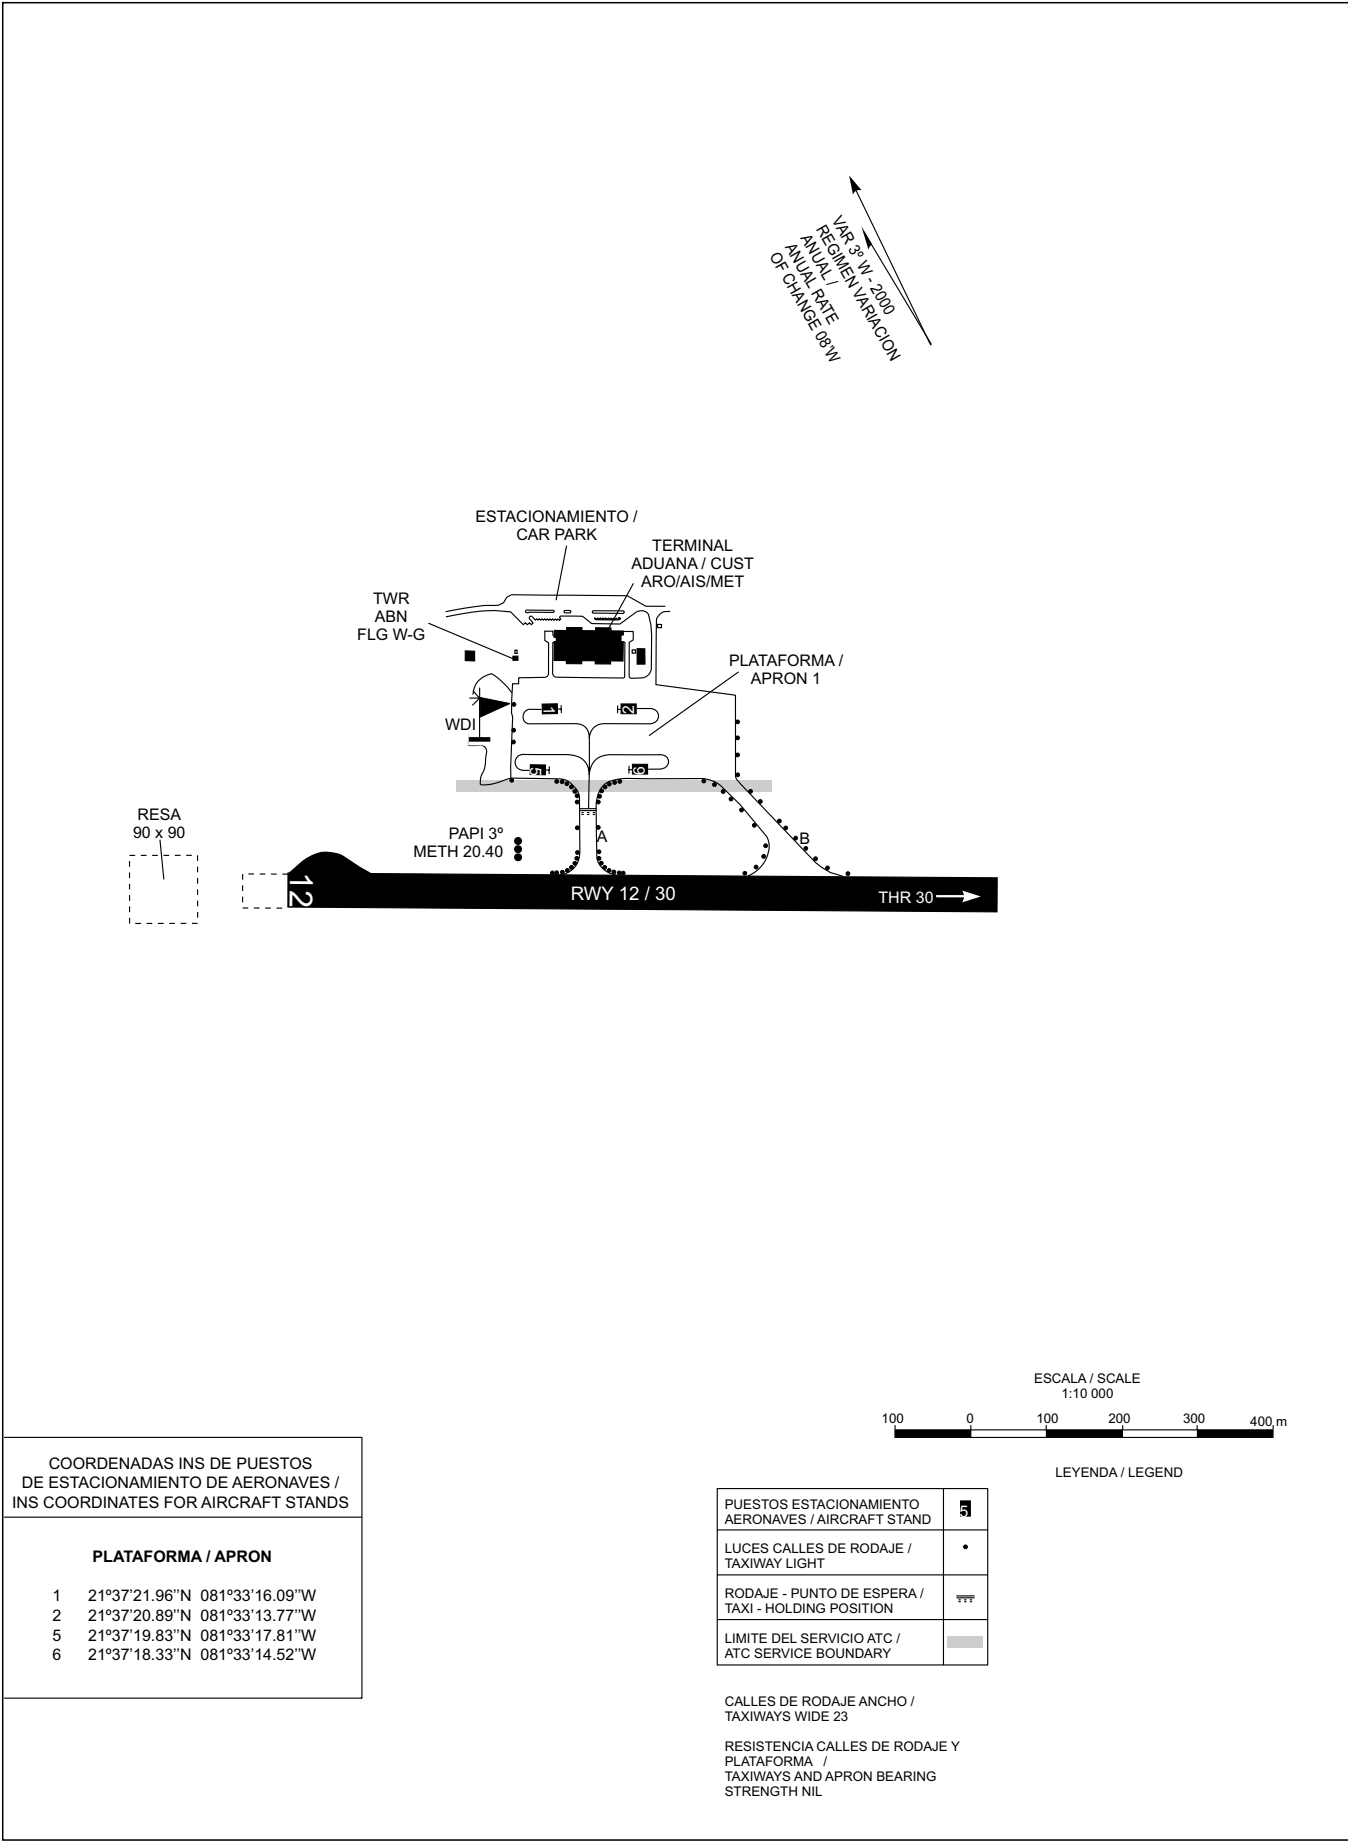 VAR 3º W - 2000
REGIMEN VARIACION
ANUAL /
ANUAL RATE
OF CHANGE 08'W
ESTACIONAMIENTO /
CAR PARK
TERMINAL
ADUANA / CUST
ARO/AIS/MET
TWR
ABN
FLG W-G
PLATAFORMA /
APRON 1
1
2
WDI
5
6
RESA
90 x 90
PAPI 3º
METH 20.40
A
B
12
RWY 12 / 30
THR 30
ESCALA / SCALE
1:10 000
100 0 100 200 300 400 m
LEYENDA / LEGEND
COORDENADAS INS DE PUESTOS
DE ESTACIONAMIENTO DE AERONAVES /
INS COORDINATES FOR AIRCRAFT STANDS
PLATAFORMA / APRON
1 21º37’21.96’’N 081º33’16.09’’W
2 21º37’20.89’’N 081º33’13.77’’W
5 21º37’19.83’’N 081º33’17.81’’W
6 21º37’18.33’’N 081º33’14.52’’W
PUESTOS ESTACIONAMIENTO
AERONAVES / AIRCRAFT STAND
5
LUCES CALLES DE RODAJE /
TAXIWAY LIGHT
RODAJE - PUNTO DE ESPERA /
TAXI - HOLDING POSITION
LIMITE DEL SERVICIO ATC /
ATC SERVICE BOUNDARY
CALLES DE RODAJE ANCHO /
TAXIWAYS WIDE 23
RESISTENCIA CALLES DE RODAJE Y
PLATAFORMA /
TAXIWAYS AND APRON BEARING
STRENGTH NIL